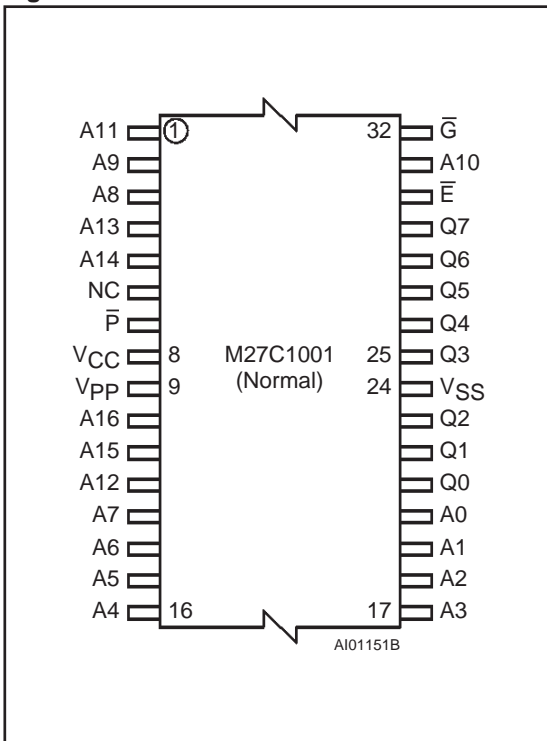 A11 1 32 G̅
A9 A10
A8 E̅
A13 Q7
A14 Q6
NC Q5
P̅ Q4
VCC 8 M27C1001 25 Q3
VPP 9 (Normal) 24 VSS
A16 Q2
A15 Q1
A12 Q0
A7 A0
A6 A1
A5 A2
A4 16 17 A3
AI01151B